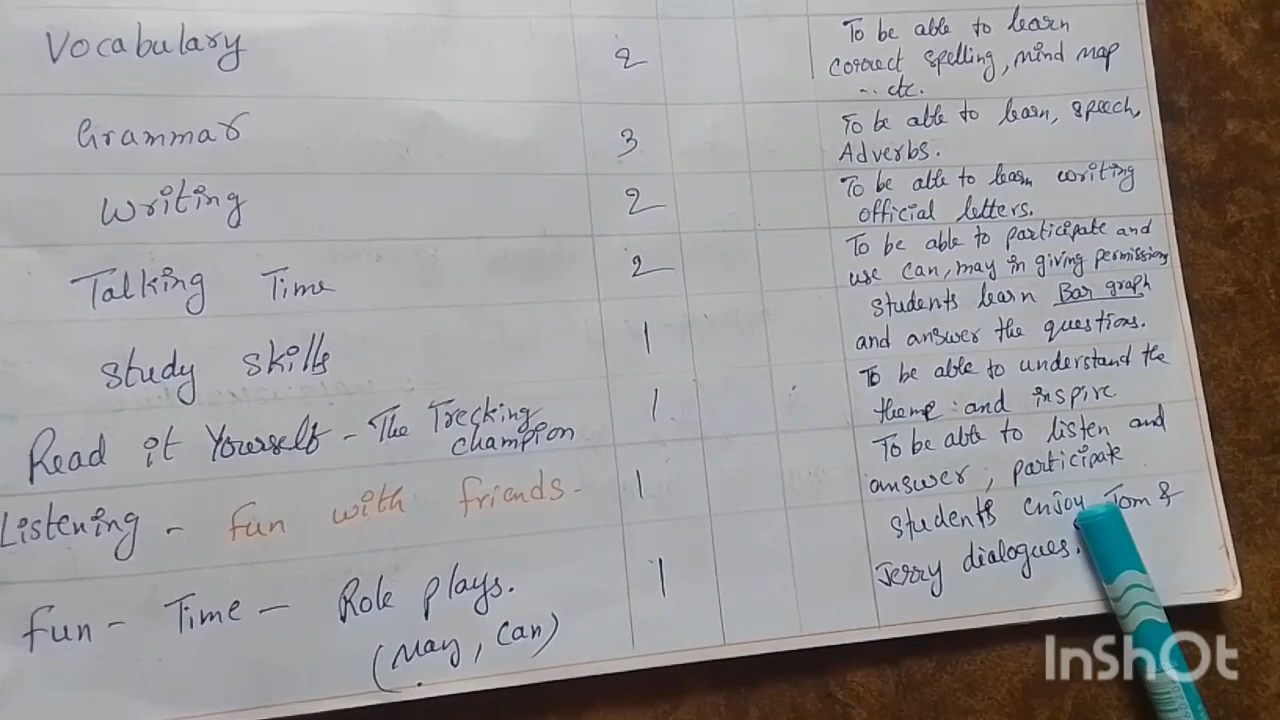 Vocabulary 2 To be able to learn
correct spelling, mind map
... etc.
Grammar 3 To be able to learn, speech,
Adverbs.
Writing 2 To be able to learn writing
official letters.
Talking Time 2 To be able to participate and
use can, may in giving permission
Study skills 1 students learn Bar graph
and answer the questions.
Read it Yourself - The Trecking
champion 1 To be able to understand the
theme and inspire
Listening - fun with friends - 1 To be able to listen and
answer, participate
Fun - Time - Role plays. 1 students enjoy Tom &
Jerry dialogues.
(May, Can)
InShOt